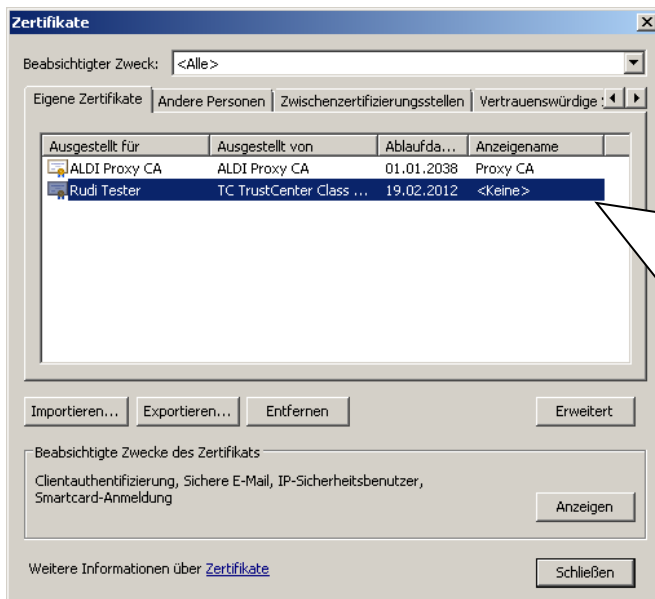 Zertifikate
Beabsichtigter Zweck: <Alle>
Eigene Zertifikate Andere Personen Zwischenzertifizierungsstellen Vertrauenswürdige
Ausgestellt für Ausgestellt von Ablaufda... Anzeigename
ALDI Proxy CA ALDI Proxy CA 01.01.2038 Proxy CA
Rudi Tester TC TrustCenter Class ... 19.02.2012 <Keine>
Importieren... Exportieren... Entfernen Erweitert
Beabsichtigte Zwecke des Zertifikats
Clientauthentifizierung, Sichere E-Mail, IP-Sicherheitsbenutzer,
Smartcard-Anmeldung
Anzeigen
Weitere Informationen über Zertifikate
Schließen